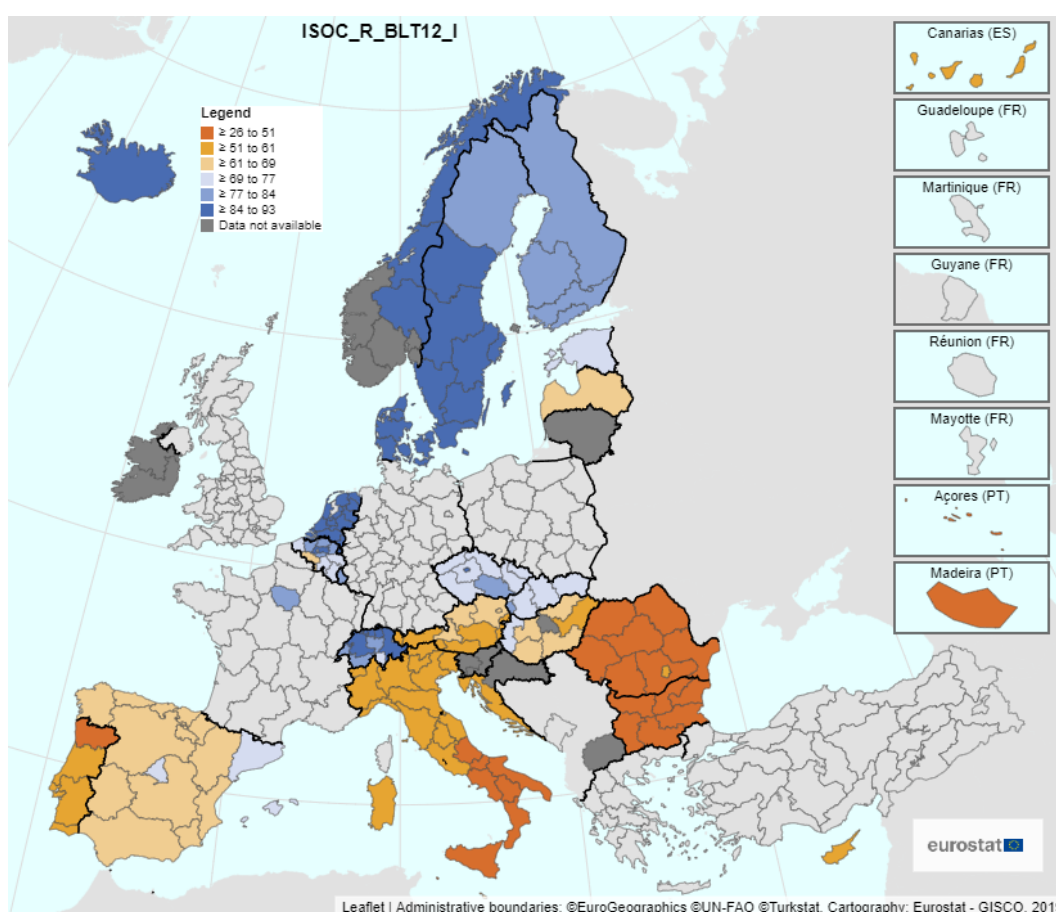 ISOC_R_BLT12_I
Legend
≥ 26 to 51
≥ 51 to 61
≥ 61 to 69
≥ 69 to 77
≥ 77 to 84
≥ 84 to 93
Data not available
Canarias (ES)
Guadeloupe (FR)
Martinique (FR)
Guyane (FR)
Réunion (FR)
Mayotte (FR)
Açores (PT)
Madeira (PT)
eurostat
Leaflet | Administrative boundaries: ©EuroGeographics ©UN-FAO ©Turkstat, Cartography: Eurostat - GISCO, 201